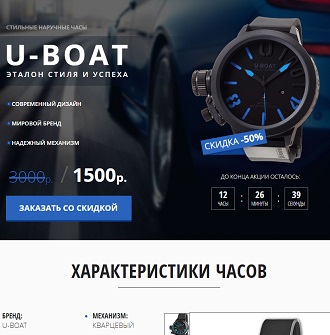 СТИЛЬНЫЕ НАРУЧНЫЕ ЧАСЫ
U-BOAT
ЭТАЛОН СТИЛЯ И УСПЕХА
СОВРЕМЕННЫЙ ДИЗАЙН
МИРОВОЙ БРЕНД
НАДЕЖНЫЙ МЕХАНИЗМ
U-BOAT
СКИДКА -50%
3000р. / 1500р.
ЗАКАЗАТЬ СО СКИДКОЙ
ДО КОНЦА АКЦИИ ОСТАЛОСЬ:
12 : 26 : 39
ЧАСЫ МИНУТЫ СЕКУНДЫ
ХАРАКТЕРИСТИКИ ЧАСОВ
БРЕНД: МЕХАНИЗМ:
U-BOAT КВАРЦЕВЫЙ